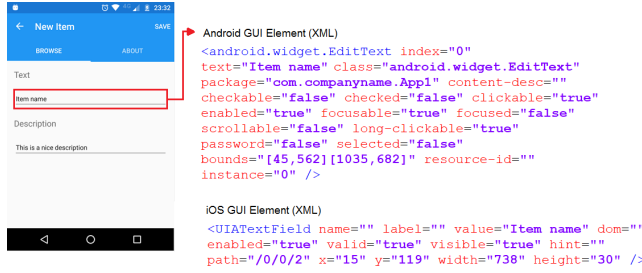 4G 23:32
New Item SAVE
BROWSE ABOUT
Text
Item name
Description
This is a nice description
Android GUI Element (XML)
<android.widget.EditText index="0"
text="Item name" class="android.widget.EditText"
package="com.companyname.App1" content-desc=""
checkable="false" checked="false" clickable="true"
enabled="true" focusable="true" focused="false"
scrollable="false" long-clickable="true"
password="false" selected="false"
bounds="[45,562][1035,682]" resource-id=""
instance="0" />
iOS GUI Element (XML)
<UIATextField name="" label="" value="Item name" dom=""
enabled="true" valid="true" visible="true" hint=""
path="/0/0/2" x="15" y="119" width="738" height="30" />